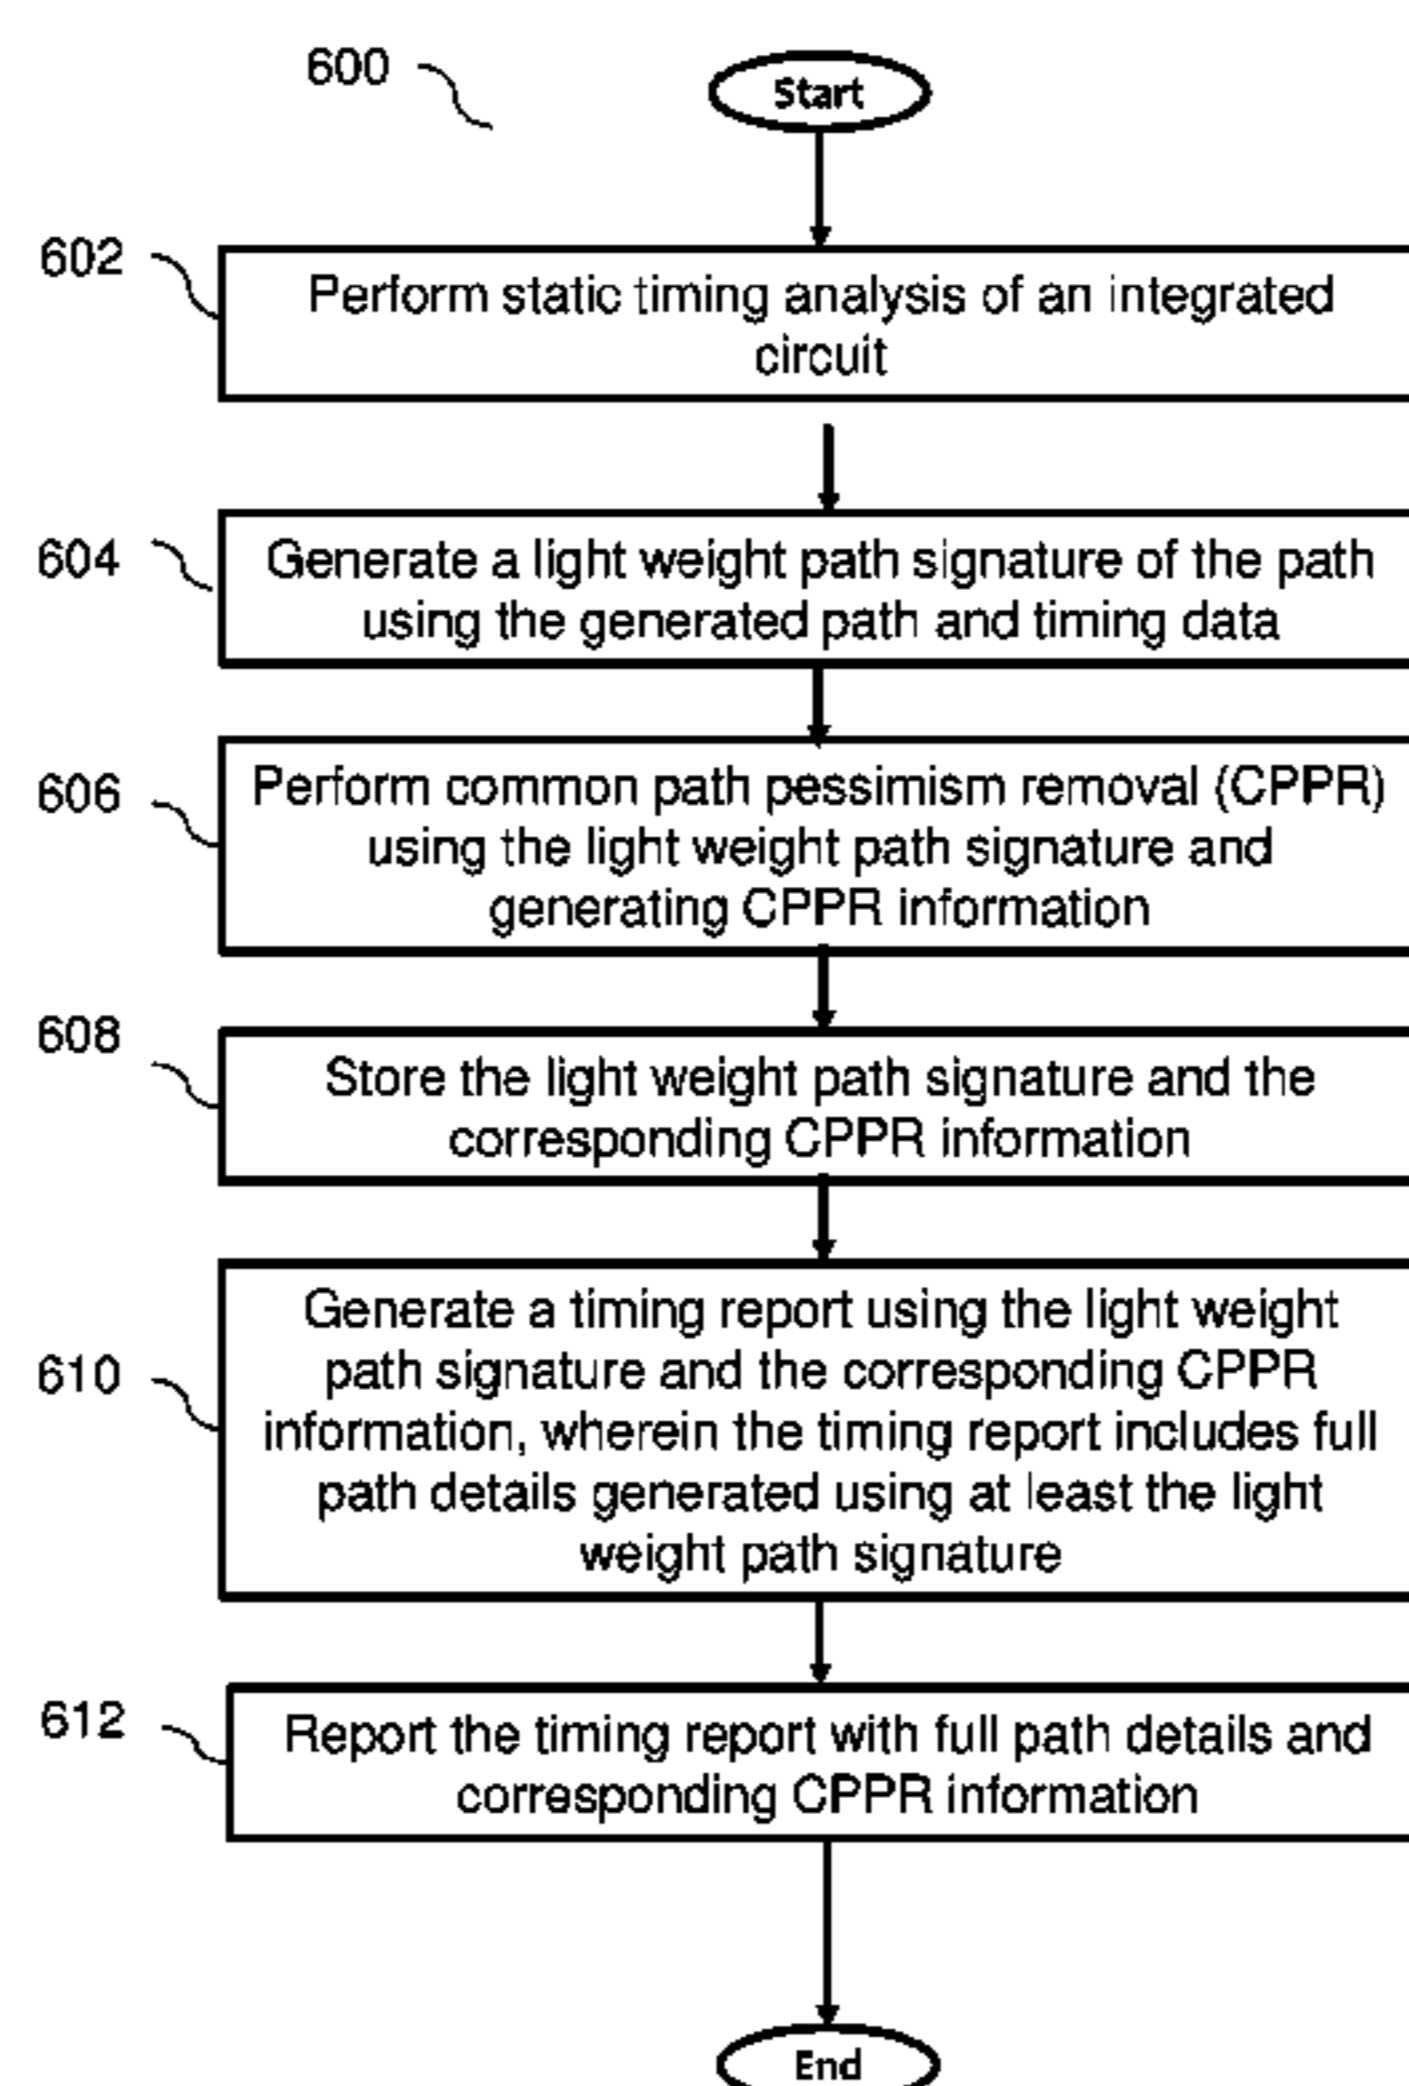 600
Start
602
Perform static timing analysis of an integrated
circuit
604
Generate a light weight path signature of the path
using the generated path and timing data
606
Perform common path pessimism removal (CPPR)
using the light weight path signature and
generating CPPR information
608
Store the light weight path signature and the
corresponding CPPR information
610
Generate a timing report using the light weight
path signature and the corresponding CPPR
information, wherein the timing report includes full
path details generated using at least the light
weight path signature
612
Report the timing report with full path details and
corresponding CPPR information
End